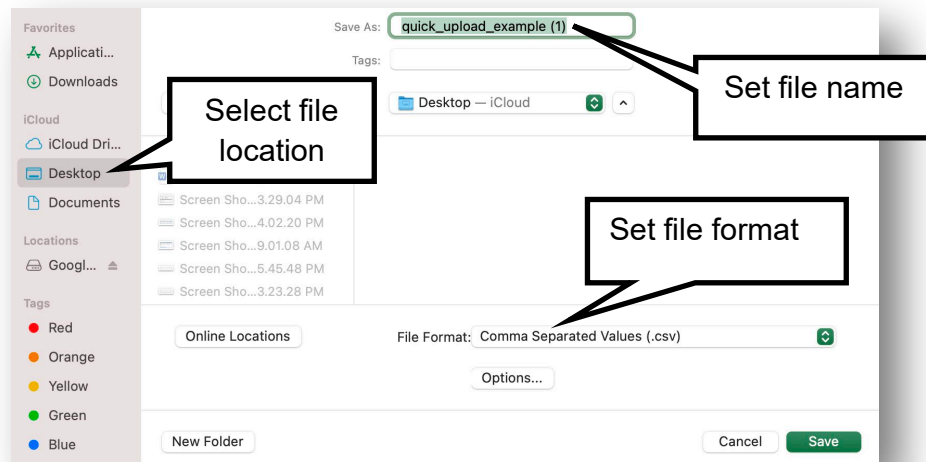 Favorites
Applicati...
Downloads
iCloud
iCloud Dri...
Desktop
Documents
Locations
Googl...
Tags
Red
Orange
Yellow
Green
Blue
Save As: quick_upload_example (1)
Tags:
Desktop — iCloud
Set file name
Select file
location
Screen Sho...3.29.04 PM
Screen Sho...4.02.20 PM
Screen Sho...9.01.08 AM
Screen Sho...5.45.48 PM
Screen Sho...3.23.28 PM
Set file format
Online Locations
File Format: Comma Separated Values (.csv)
Options...
New Folder
Cancel
Save